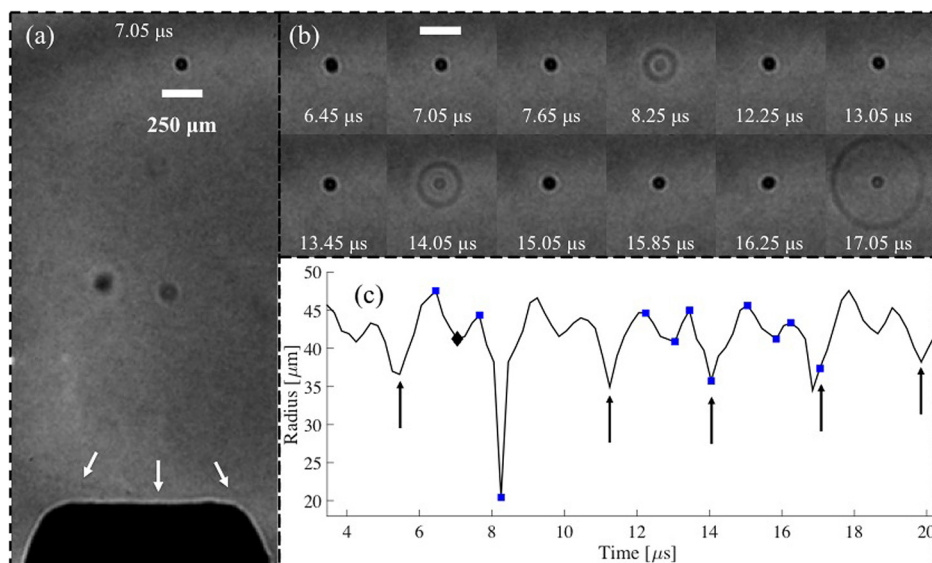 (a)
7.05 µs
250 µm
(b)
6.45 µs
7.05 µs
7.65 µs
8.25 µs
12.25 µs
13.05 µs
13.45 µs
14.05 µs
15.05 µs
15.85 µs
16.25 µs
17.05 µs
(c)
50
45
40
35
30
25
20
Radius [µm]
4
6
8
10
12
14
16
18
20
Time [µs]